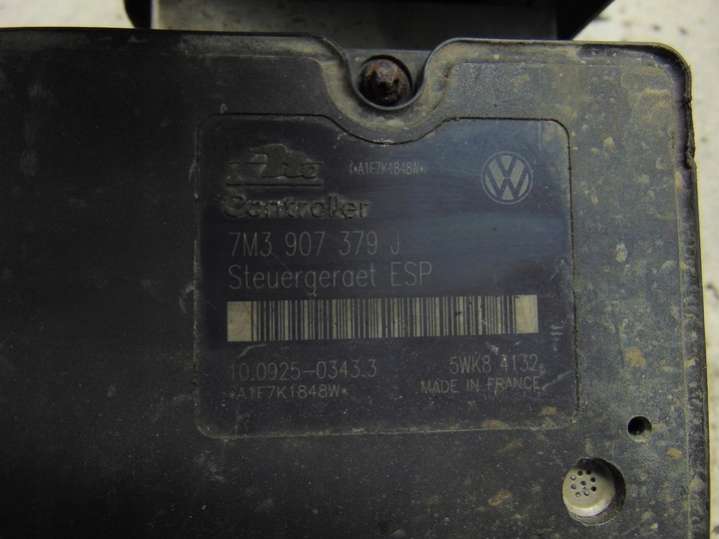 Ate *A1F7K1848W*
Controller
7M3 907 379 J
Steuergeraet ESP
10.0925-0343.3 5WK8 4132
*A1F7K1848W* MADE IN FRANCE